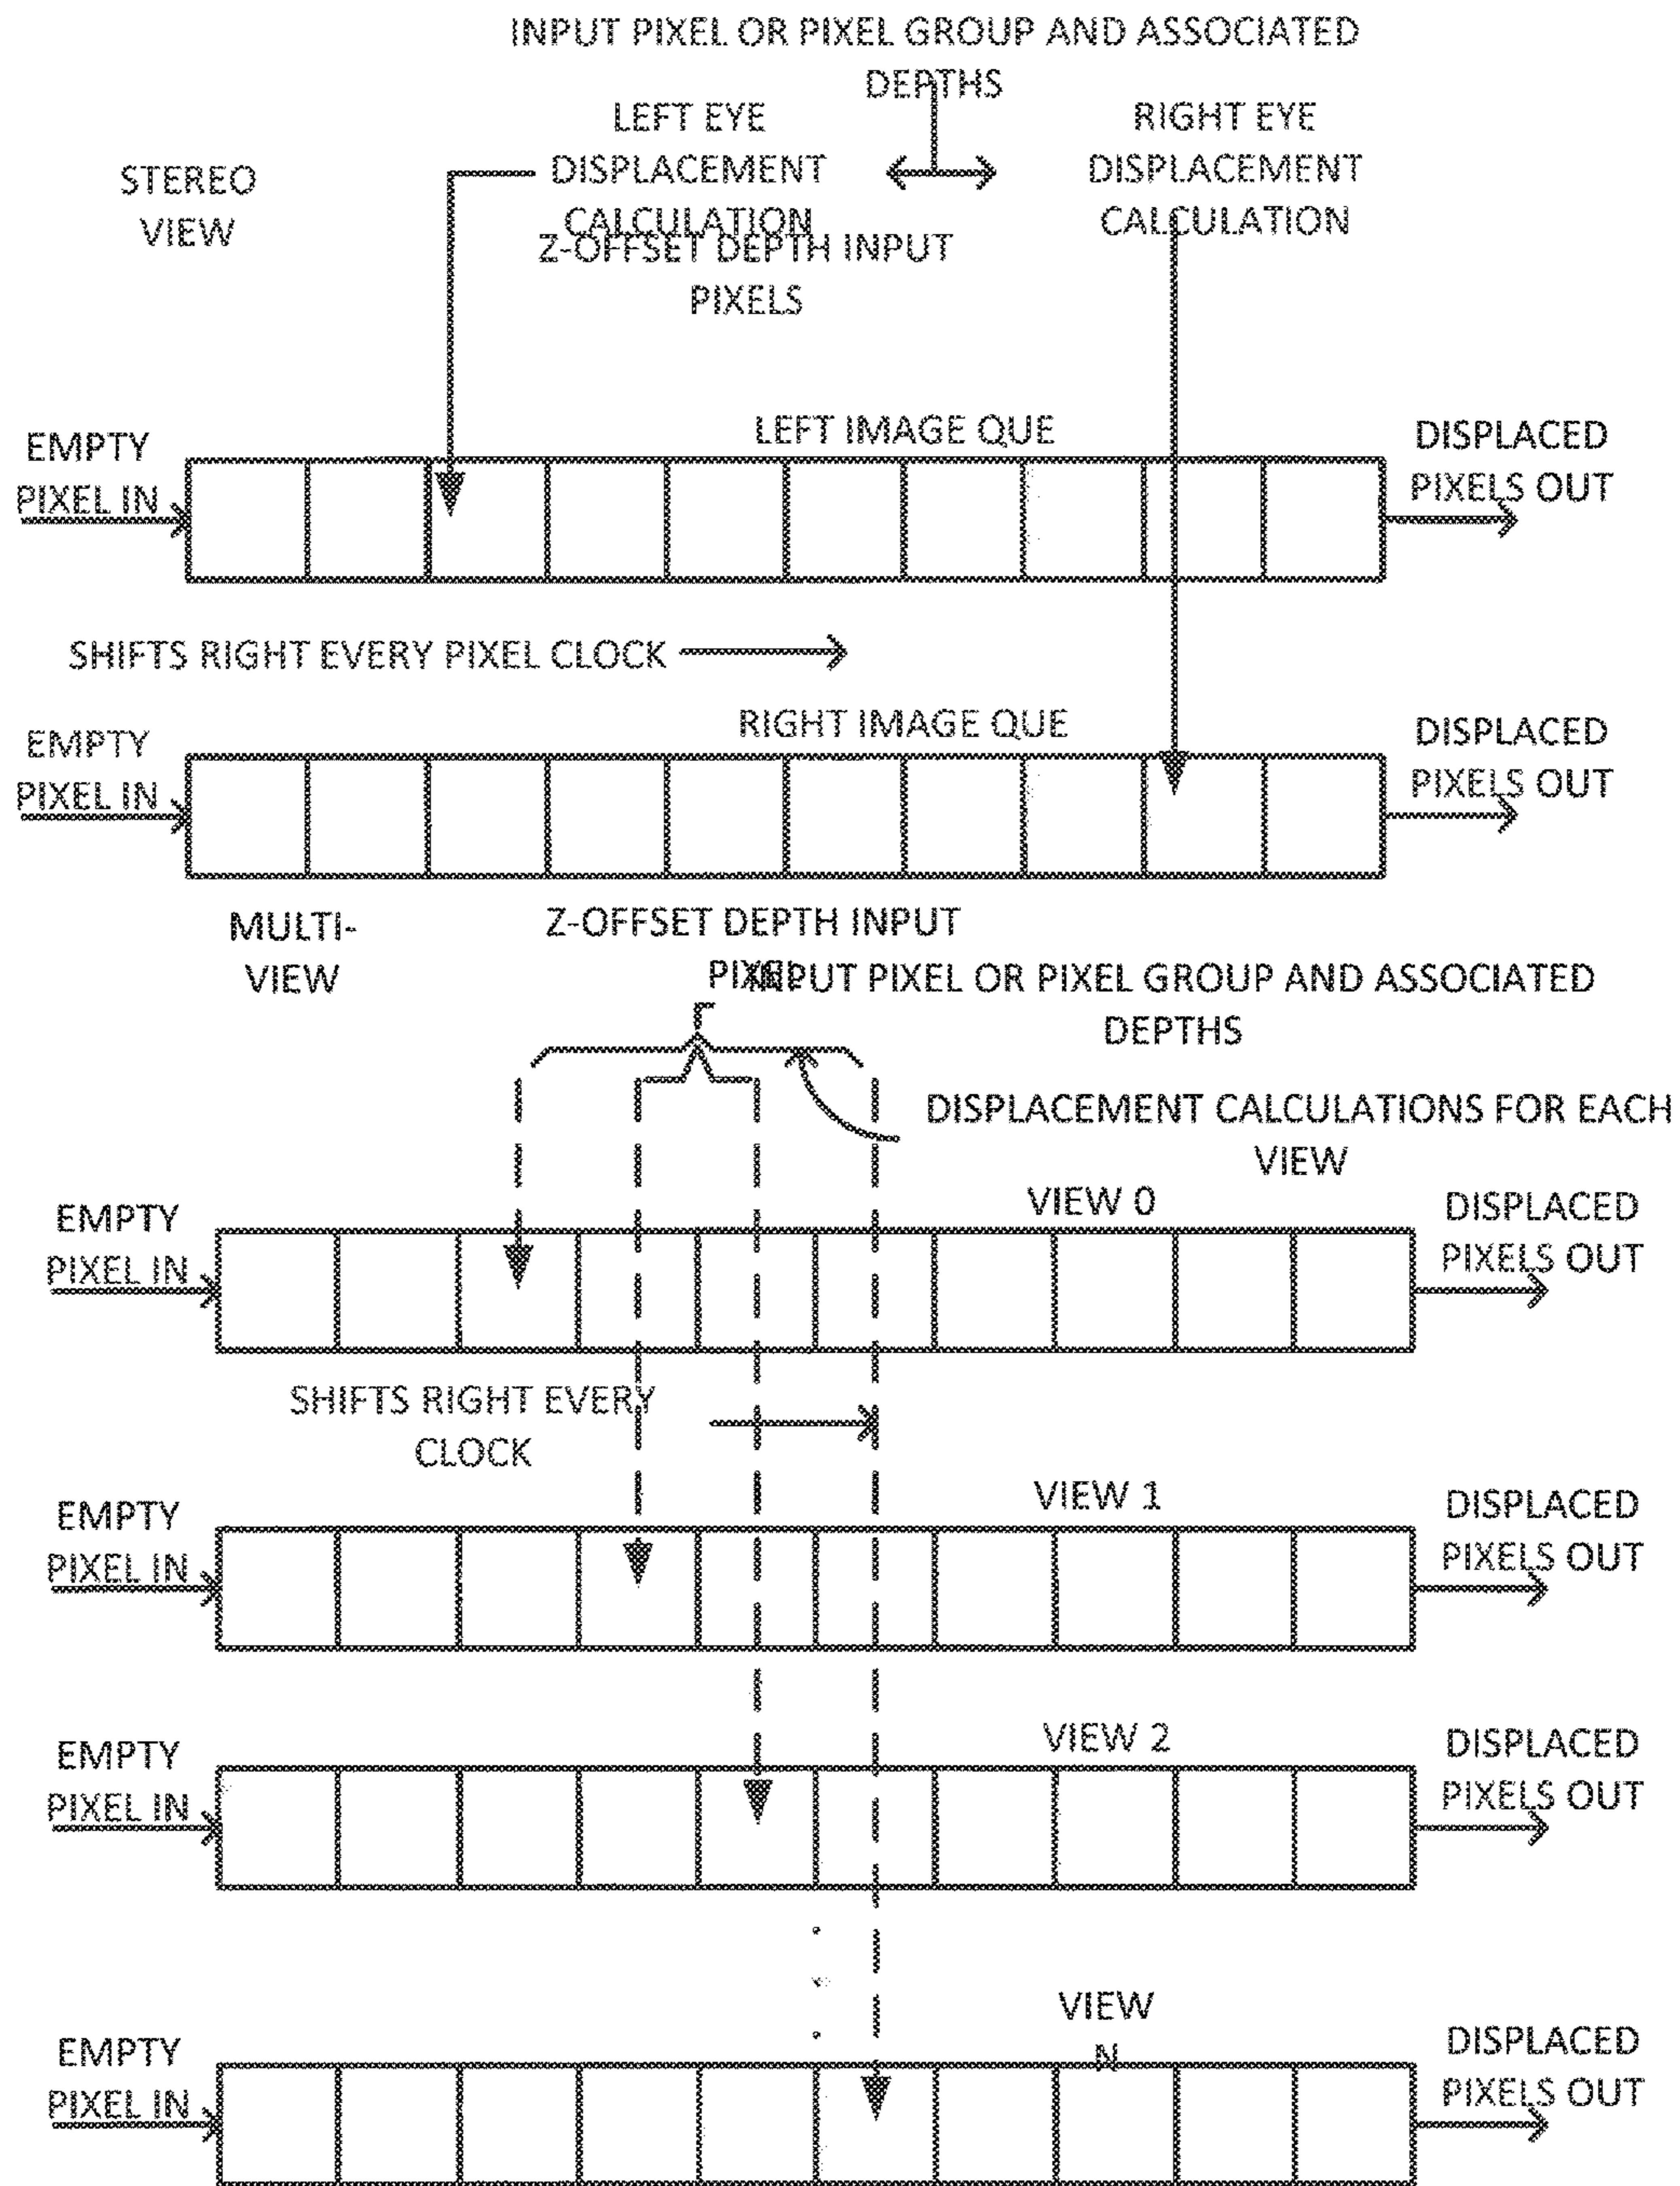 INPUT PIXEL OR PIXEL GROUP AND ASSOCIATED
DEPTHS
STEREO
VIEW
LEFT EYE
DISPLACEMENT
CALCULATION
RIGHT EYE
DISPLACEMENT
CALCULATION
Z-OFFSET DEPTH INPUT
PIXELS
LEFT IMAGE QUE
EMPTY
PIXEL IN
DISPLACED
PIXELS OUT
SHIFTS RIGHT EVERY PIXEL CLOCK
RIGHT IMAGE QUE
EMPTY
PIXEL IN
DISPLACED
PIXELS OUT
MULTI-
VIEW
Z-OFFSET DEPTH INPUT
PIXEL
INPUT PIXEL OR PIXEL GROUP AND ASSOCIATED
DEPTHS
DISPLACEMENT CALCULATIONS FOR EACH
VIEW
VIEW 0
EMPTY
PIXEL IN
DISPLACED
PIXELS OUT
SHIFTS RIGHT EVERY
CLOCK
VIEW 1
EMPTY
PIXEL IN
DISPLACED
PIXELS OUT
VIEW 2
EMPTY
PIXEL IN
DISPLACED
PIXELS OUT
VIEW
N
EMPTY
PIXEL IN
DISPLACED
PIXELS OUT